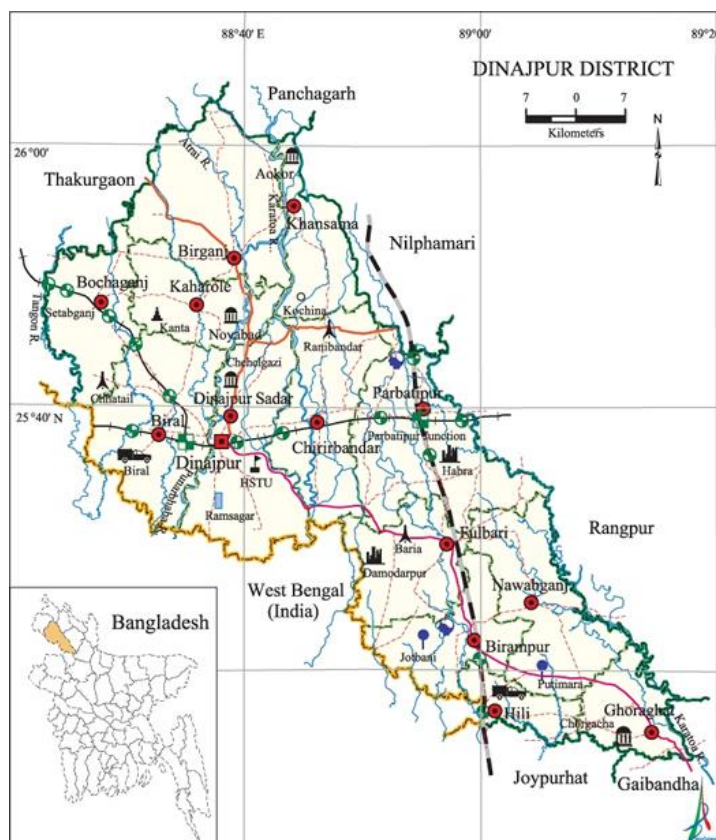 88°40' E
89°00'
89°20
Panchagarh
DINAJPUR DISTRICT
7 0 7
Kilometers
N
26°00'
Atrai R.
Aokor
Thakurgaon
Karatoa R.
Khansama
Nilphamari
Birganj
Bochaganj
Kaharole
Setabganj
Kochina
Tangon R.
Kanta
Noyabad
Ranibandar
Chehelgazi
Parbatipur
Chhatail
Dinajpur Sadar
25°40' N
Biral
Parbatipur Junction
Chirirbandar
Dinajpur
Habra
Biral
HSTU
Punarbhaba R.
Ramsagar
Rangpur
Fulbari
Baria
Damodarpur
West Bengal
(India)
Nawabganj
Bangladesh
Birampur
Jotbani
Putimara
Hili
Ghoraghat
Chorgacha
Karatoa R.
Joypurhat
Gaibandha